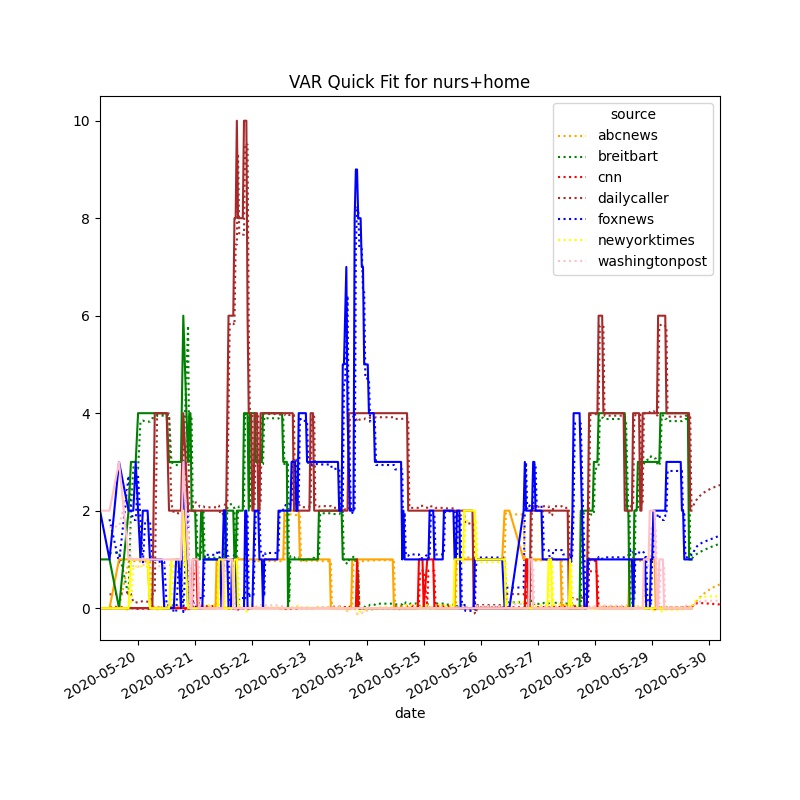 VAR Quick Fit for nurs+home
source
abcnews
breitbart
cnn
dailycaller
foxnews
newyorktimes
washingtonpost
10
8
6
4
2
0
2020-05-20
2020-05-21
2020-05-22
2020-05-23
2020-05-24
2020-05-25
2020-05-26
2020-05-27
2020-05-28
2020-05-29
2020-05-30
date